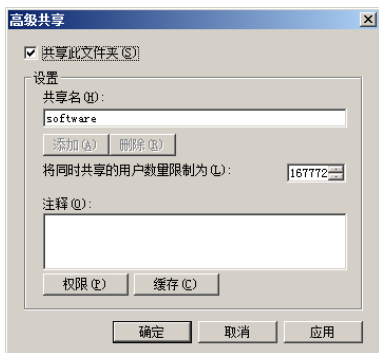 高级共享
共享此文件夹(S)
设置
共享名(H):
software
添加(A) 删除(R)
将同时共享的用户数量限制为(L): 167772
注释(O):
权限(P) 缓存(C)
确定 取消 应用